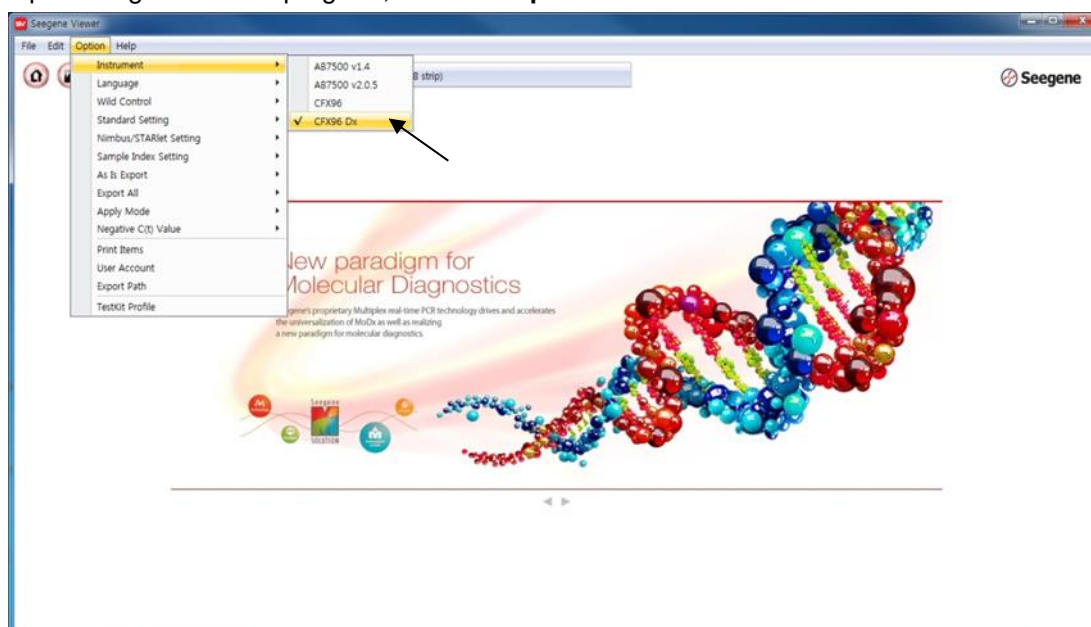 Seegene Viewer
File Edit Option Help
Instrument
Language
Wild Control
Standard Setting
Nimbus/STARlet Setting
Sample Index Setting
As Is Export
Export All
Apply Mode
Negative C(t) Value
Print Items
User Account
Export Path
TestKit Profile
AB7500 v1.4
AB7500 v2.0.5
CFX96
✓ CFX96 Dx
8 strip)
Seegene
New paradigm for
Molecular Diagnostics
Seegene's proprietary Multiplex real-time PCR technology drives and accelerates
the universalization of MoDx as well as realizing
a new paradigm for molecular diagnostics.
Seegene
SOLUTION